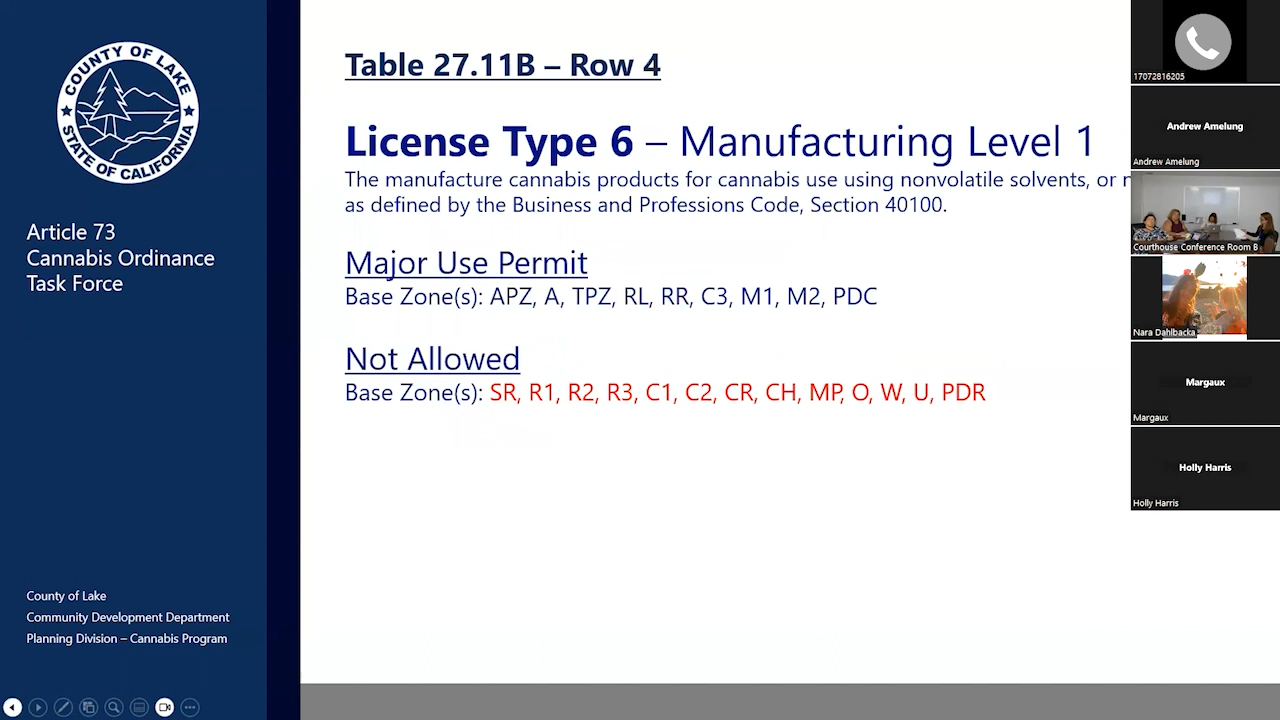 COUNTY OF LAKE
STATE OF CALIFORNIA
Article 73
Cannabis Ordinance
Task Force
County of Lake
Community Development Department
Planning Division – Cannabis Program
Table 27.11B – Row 4
License Type 6 – Manufacturing Level 1
The manufacture cannabis products for cannabis use using nonvolatile solvents, or
as defined by the Business and Professions Code, Section 40100.
Major Use Permit
Base Zone(s): APZ, A, TPZ, RL, RR, C3, M1, M2, PDC
Not Allowed
Base Zone(s): SR, R1, R2, R3, C1, C2, CR, CH, MP, O, W, U, PDR
17072816205
Andrew Amelung
Andrew Amelung
Courthouse Conference Room B
Nara Dahlbacka
Margaux
Margaux
Holly Harris
Holly Harris